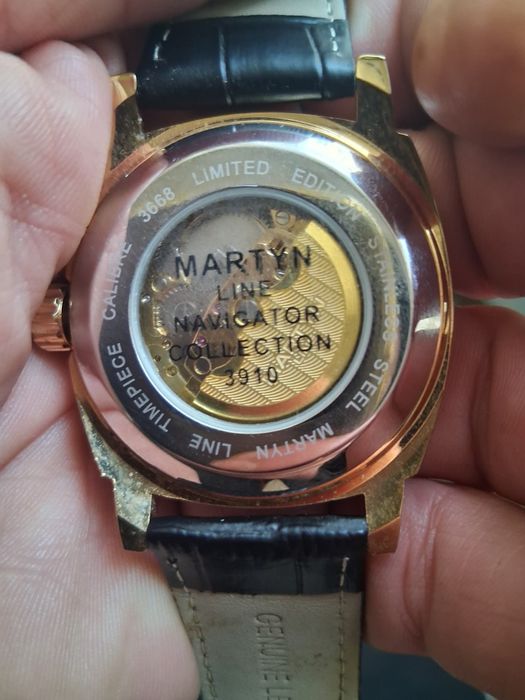 MARTYN
LINE
NAVIGATOR
COLLECTION
3910
MARTYN LINE TIMEPIECE CALIBRE 3668 LIMITED EDITION STAINLESS STEEL
GENUINE